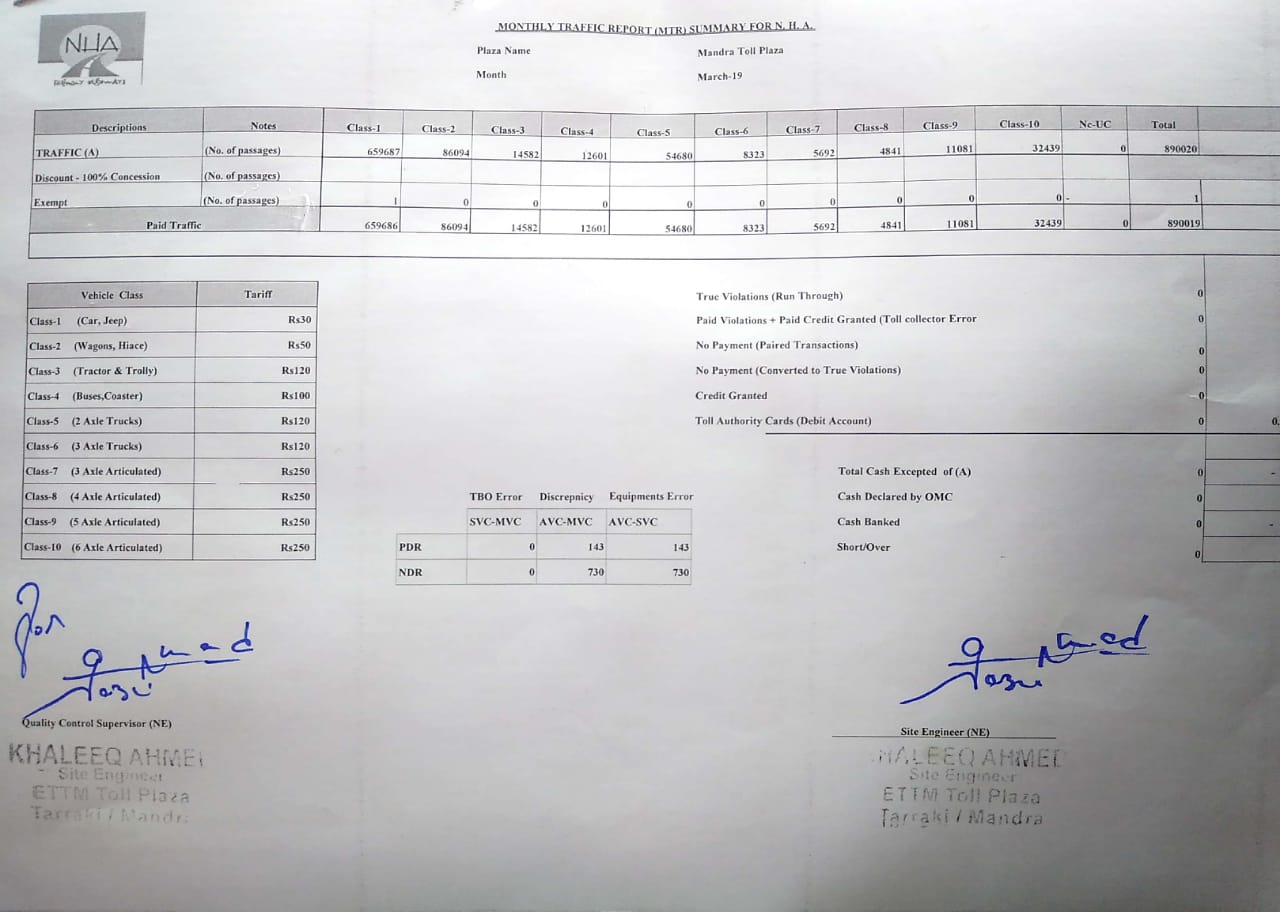 NHA
FRIENDLY HIGHWAYS
MONTHLY TRAFFIC REPORT (MTR) SUMMARY FOR N. H. A.
Plaza Name Mandra Toll Plaza
Month March-19
Descriptions Notes Class-1 Class-2 Class-3 Class-4 Class-5 Class-6 Class-7 Class-8 Class-9 Class-10 Nc-UC Total
TRAFFIC (A) (No. of passages) 659687 86094 14582 12601 54680 8323 5692 4841 11081 32439 0 890020
Discount - 100% Concession (No. of passages)
Exempt (No. of passages) 1 0 0 0 0 0 0 0 0 0 - 1
Paid Traffic 659686 86094 14582 12601 54680 8323 5692 4841 11081 32439 0 890019
Vehicle Class Tariff
Class-1 (Car, Jeep) Rs30
Class-2 (Wagons, Hiace) Rs50
Class-3 (Tractor & Trolly) Rs120
Class-4 (Buses,Coaster) Rs100
Class-5 (2 Axle Trucks) Rs120
Class-6 (3 Axle Trucks) Rs120
Class-7 (3 Axle Articulated) Rs250
Class-8 (4 Axle Articulated) Rs250
Class-9 (5 Axle Articulated) Rs250
Class-10 (6 Axle Articulated) Rs250
True Violations (Run Through) 0
Paid Violations + Paid Credit Granted (Toll collector Error 0
No Payment (Paired Transactions) 0
No Payment (Converted to True Violations) 0
Credit Granted 0
Toll Authority Cards (Debit Account) 0 0.
Total Cash Excepted of (A) 0 -
Cash Declared by OMC 0
Cash Banked 0 -
Short/Over 0
TBO Error Discrepnicy Equipments Error
SVC-MVC AVC-MVC AVC-SVC
PDR 0 143 143
NDR 0 730 730
for
Quality Control Supervisor (NE)
KHALEEQ AHME
Site Engineer
ETTM Toll Plaza
Tarraki / Mandra
Site Engineer (NE)
HALEEQ AHMED
Site Engineer
ETTM Toll Plaza
Tarraki / Mandra